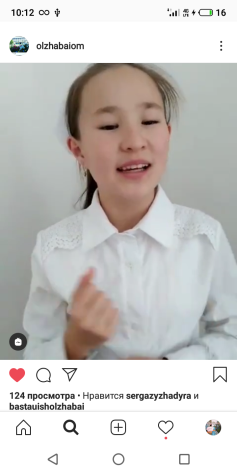 10:12
16
olzhabaiom
124 просмотра • Нравится sergazyzhadyra и
bastauisholzhabai